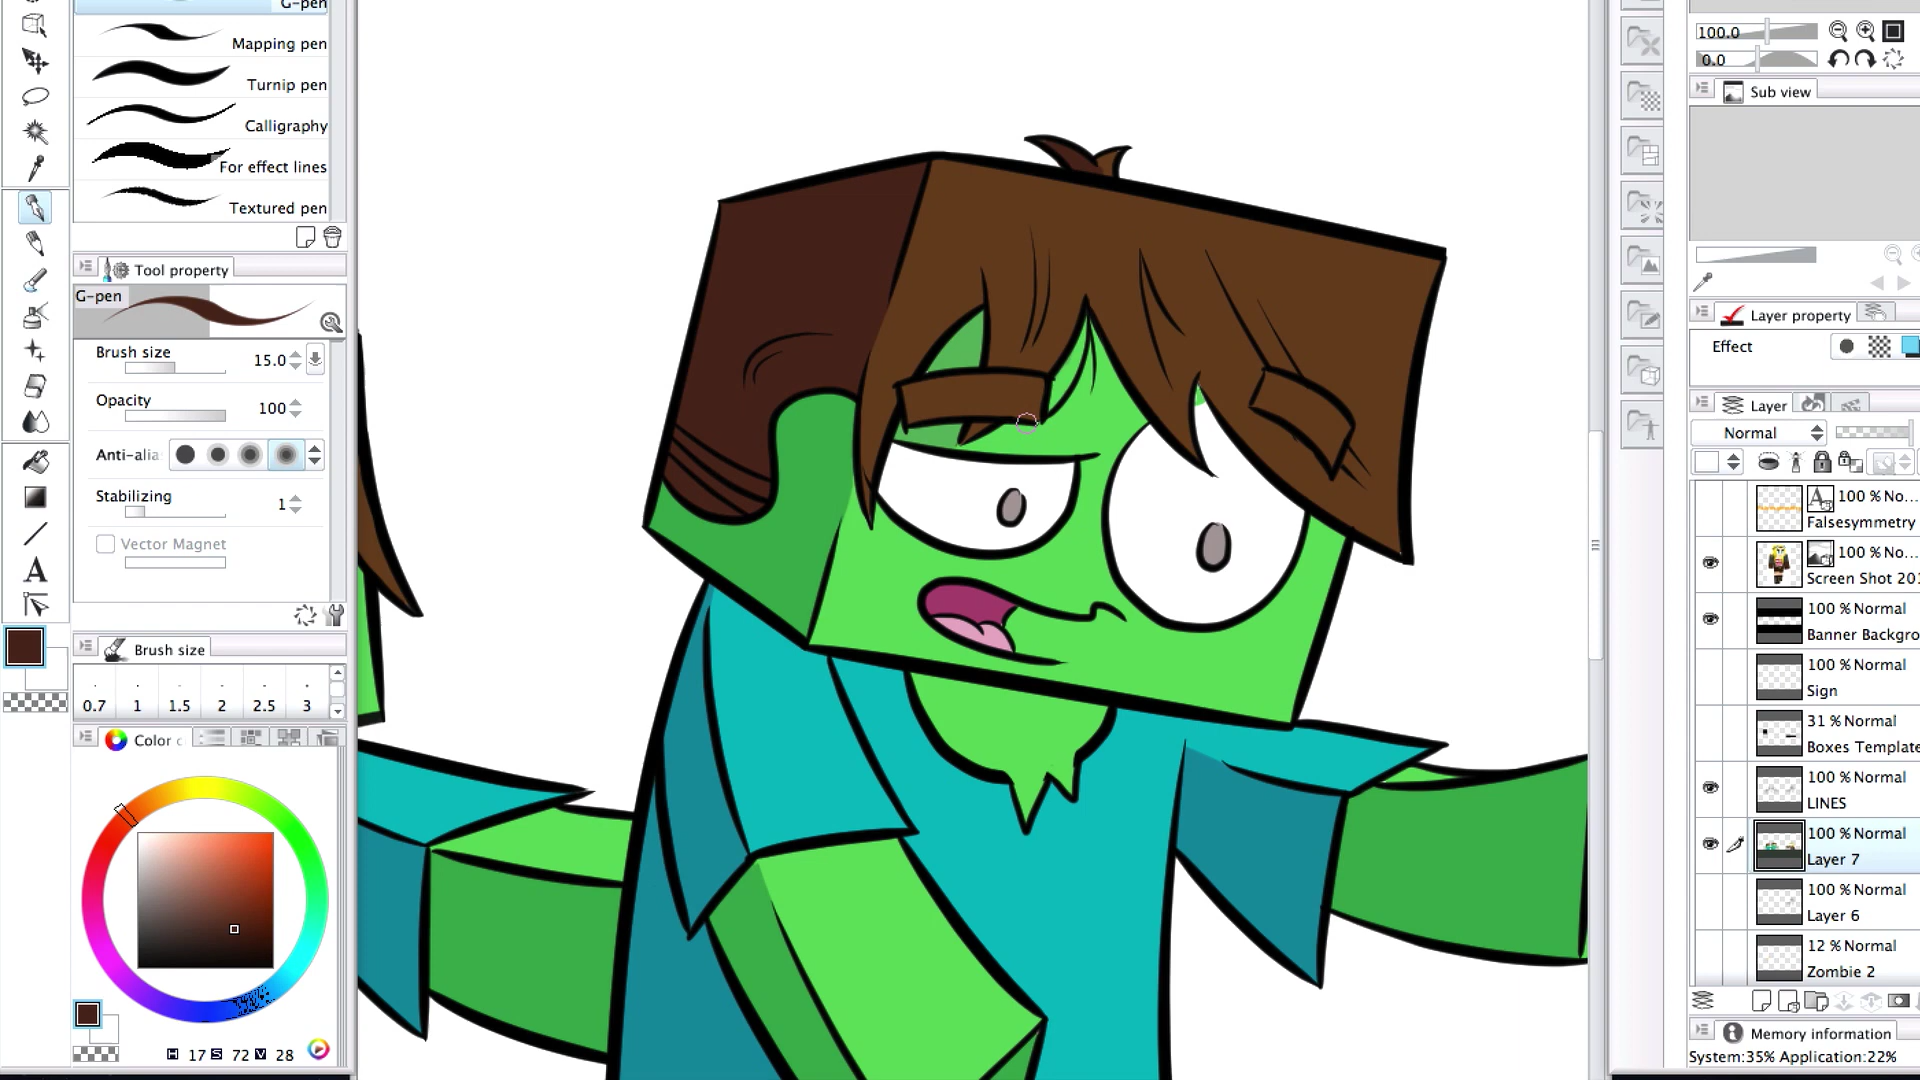 G-pen
Mapping pen
Turnip pen
Calligraphy
For effect lines
Textured pen
Tool property
G-pen
Brush size
15.0
Opacity
100
Anti-alia
Stabilizing
1
Vector Magnet
Brush size
0.7 1 1.5 2 2.5 3
Color c
H 17 S 72 V 28
100.0
0.0
Sub view
Layer property
Effect
Layer
Normal
100 % No...
Falsesymmetry
100 % No...
Screen Shot 201
100 % Normal
Banner Backgro
100 % Normal
Sign
31 % Normal
Boxes Template
100 % Normal
LINES
100 % Normal
Layer 7
100 % Normal
Layer 6
12 % Normal
Zombie 2
Memory information
System:35% Application:22%